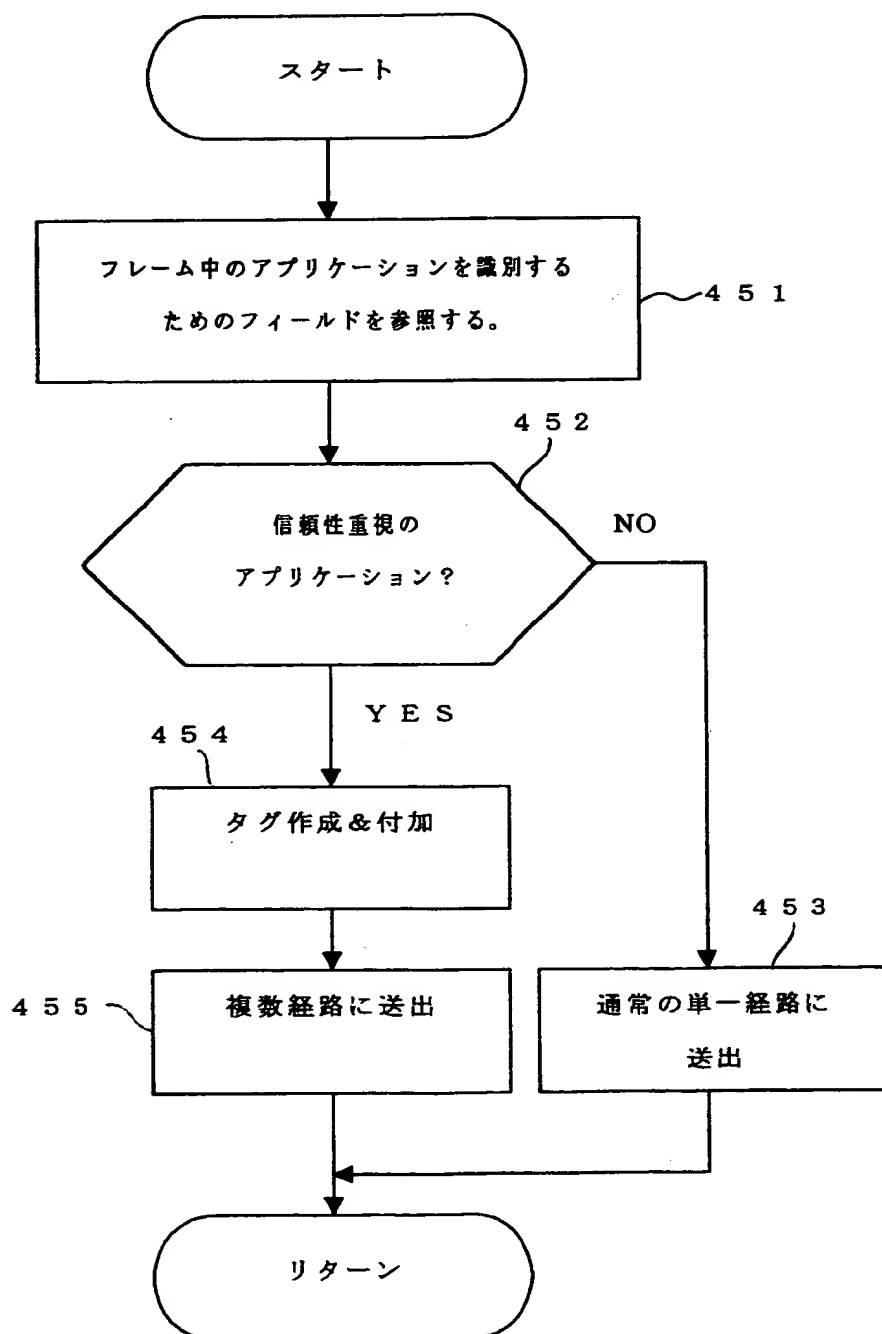 スタート
フレーム中のアプリケーションを識別する
ためのフィールドを参照する。
４５１
４５２
信頼性重視の
アプリケーション？
NO
ＹＥＳ
４５４
タグ作成＆付加
４５３
４５５
複数経路に送出
通常の単一経路に
送出
リターン